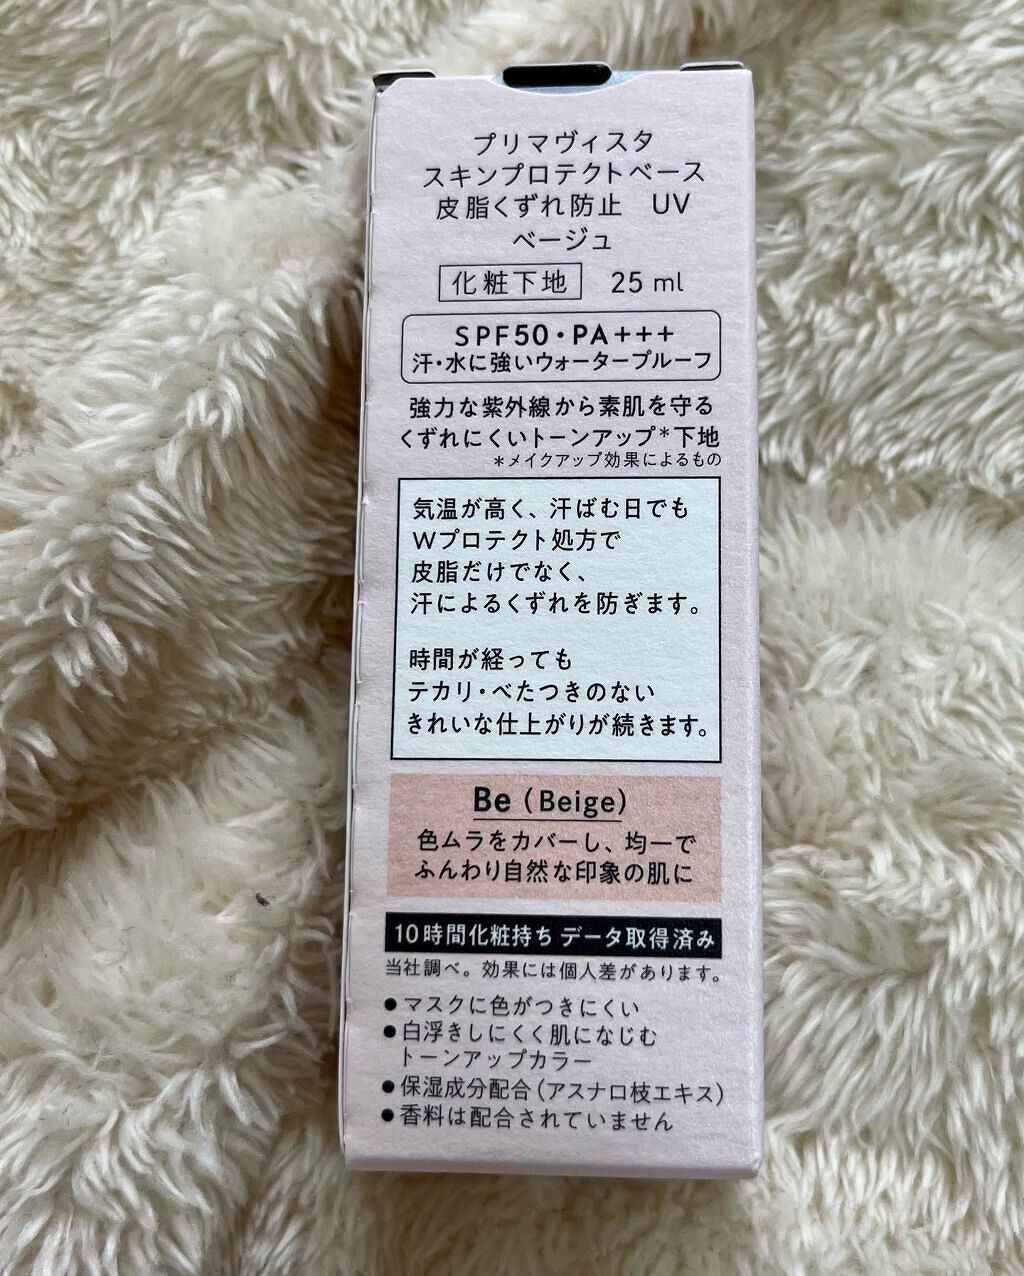 プリマヴィスタ
スキンプロテクトベース
皮脂くずれ防止 UV
ベージュ
化粧下地 25 ml
SPF50・PA+++
汗・水に強いウォータープルーフ
強力な紫外線から素肌を守る
くずれにくいトーンアップ*下地
*メイクアップ効果によるもの
気温が高く、汗ばむ日でも
Wプロテクト処方で
皮脂だけでなく、
汗によるくずれを防ぎます。
時間が経っても
テカリ・べたつきのない
きれいな仕上がりが続きます。
Be (Beige)
色ムラをカバーし、均一で
ふんわり自然な印象の肌に
10時間化粧持ち データ取得済み
当社調べ。効果には個人差があります。
●マスクに色がつきにくい
●白浮きしにくく肌になじむ
トーンアップカラー
●保湿成分配合(アスナロ枝エキス)
●香料は配合されていません